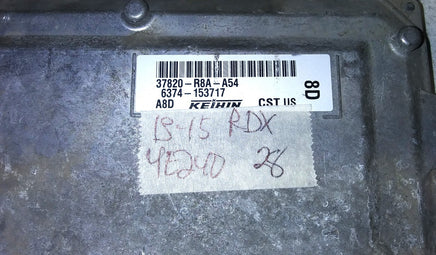 37820-R8A-A54
6374-153717
A8D KEIHIN CST US
8D
13-15 RDX
4E240 28